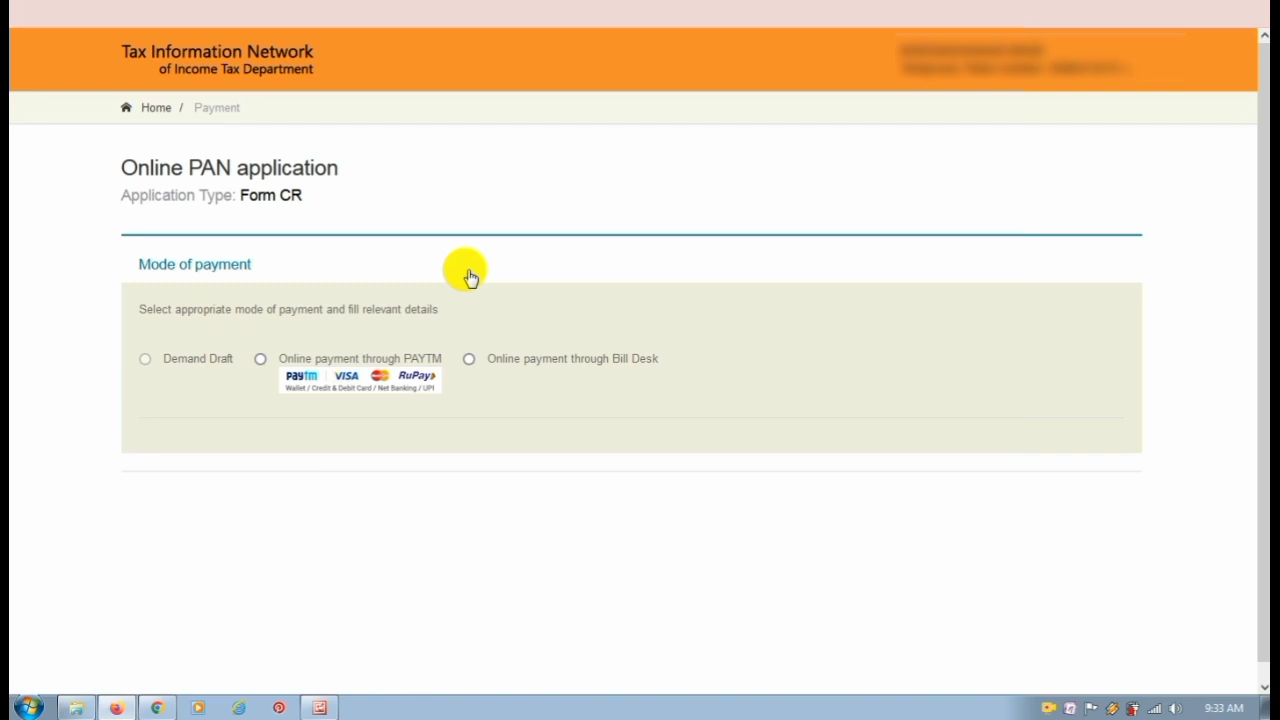 Tax Information Network
of Income Tax Department
Home / Payment
Online PAN application
Application Type: Form CR
Mode of payment
Select appropriate mode of payment and fill relevant details
Demand Draft Online payment through PAYTM Online payment through Bill Desk
Paytm VISA RuPay
Wallet / Credit & Debit Card / Net Banking / UPI
9:33 AM